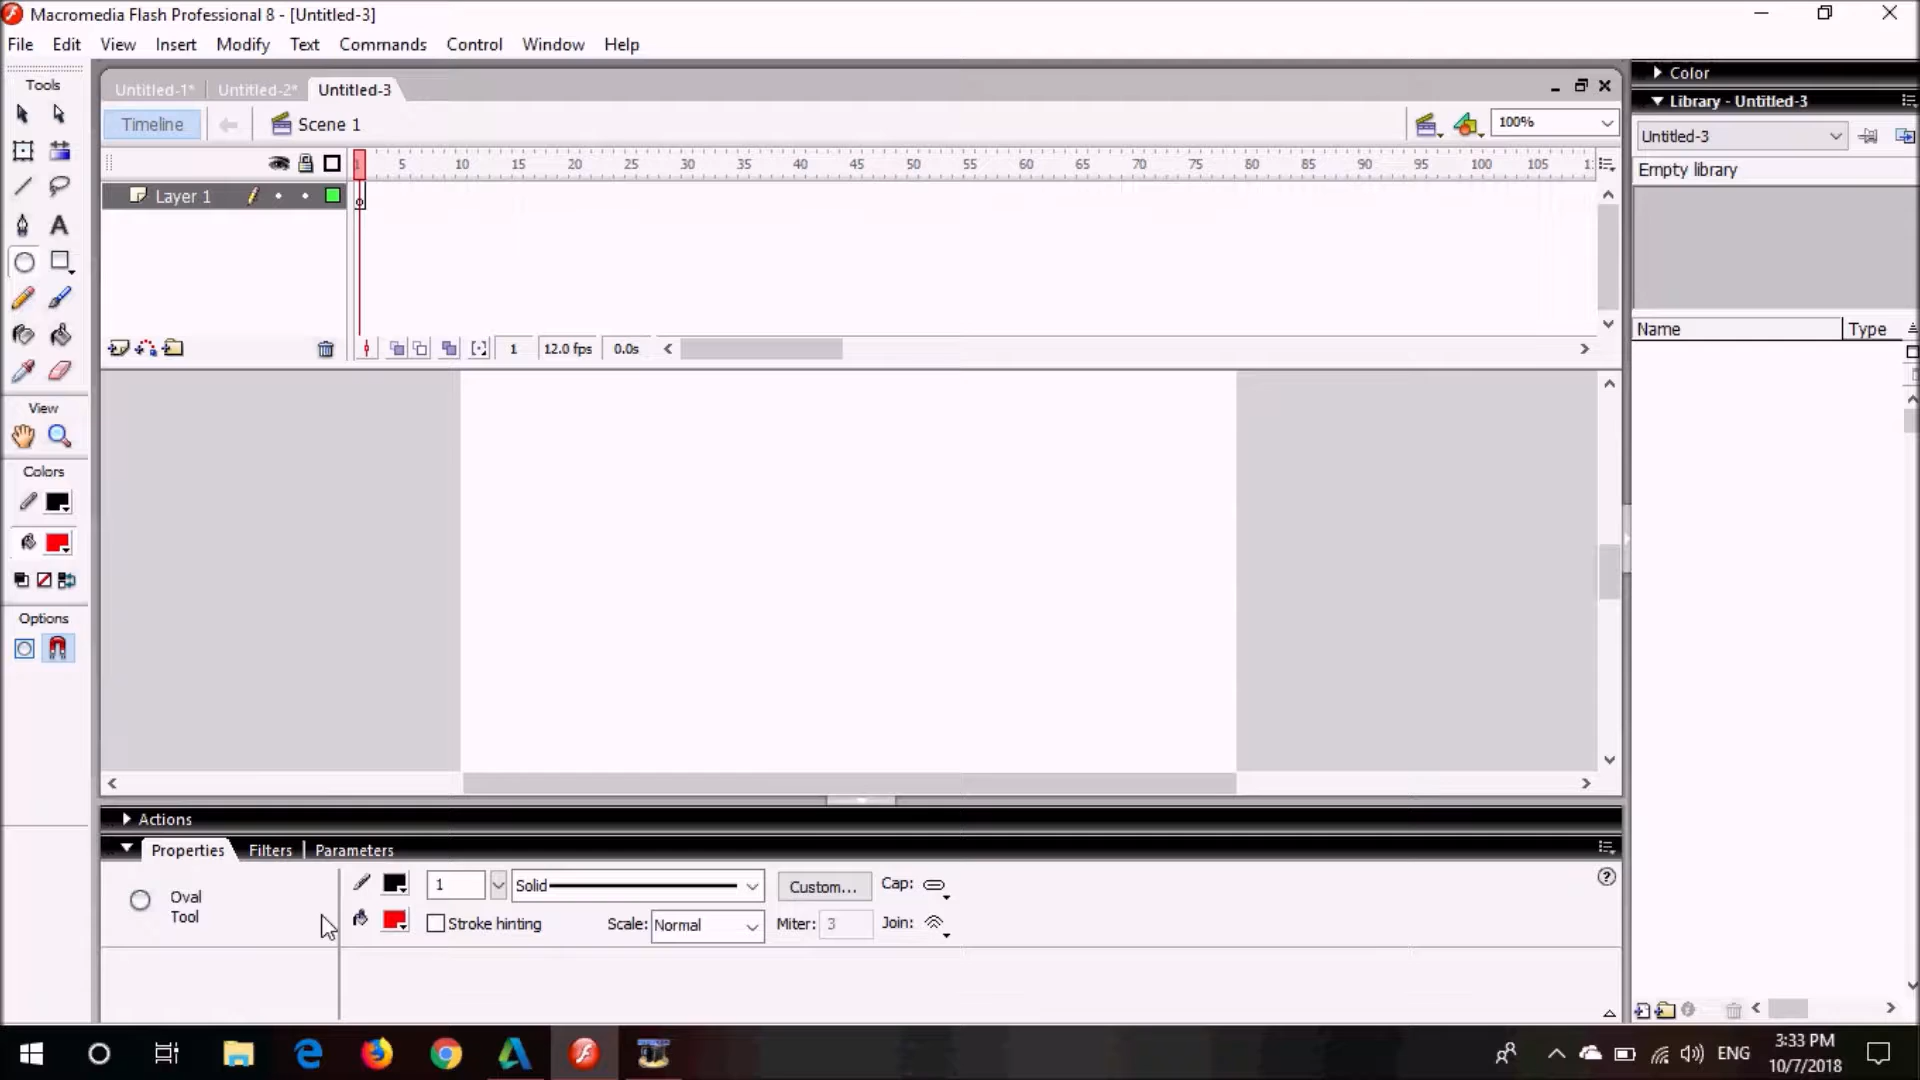 Macromedia Flash Professional 8 - [Untitled-3]
File Edit View Insert Modify Text Commands Control Window Help
Tools
Untitled-1* Untitled-2* Untitled-3
Timeline Scene 1 100%
1 5 10 15 20 25 30 35 40 45 50 55 60 65 70 75 80 85 90 95 100 105
Layer 1
1 12.0 fps 0.0s
View
Colors
Options
Color
Library - Untitled-3
Untitled-3
Empty library
Name Type
Actions
Properties Filters Parameters
Oval
Tool
1 Solid Custom... Cap:
Stroke hinting Scale: Normal Miter: 3 Join:
ENG
3:33 PM
10/7/2018